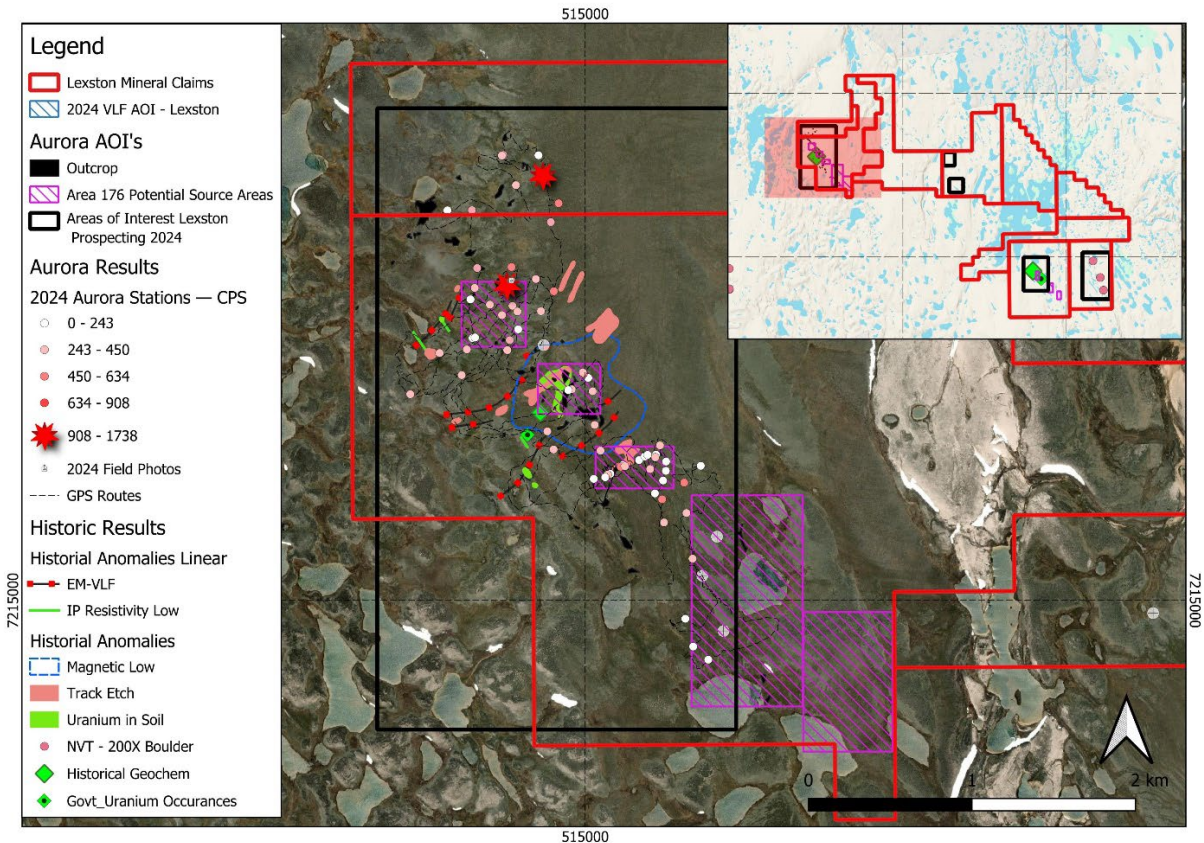 515000
Legend
Lexston Mineral Claims
2024 VLF AOI - Lexston
Aurora AOI's
Outcrop
Area 176 Potential Source Areas
Areas of Interest Lexston
Prospecting 2024
Aurora Results
2024 Aurora Stations — CPS
0 - 243
243 - 450
450 - 634
634 - 908
908 - 1738
2024 Field Photos
GPS Routes
Historic Results
Historial Anomalies Linear
EM-VLF
IP Resistivity Low
Historial Anomalies
Magnetic Low
Track Etch
Uranium in Soil
NVT - 200X Boulder
Historical Geochem
Govt_Uranium Occurances
7215000
7215000
0 1 2 km
515000